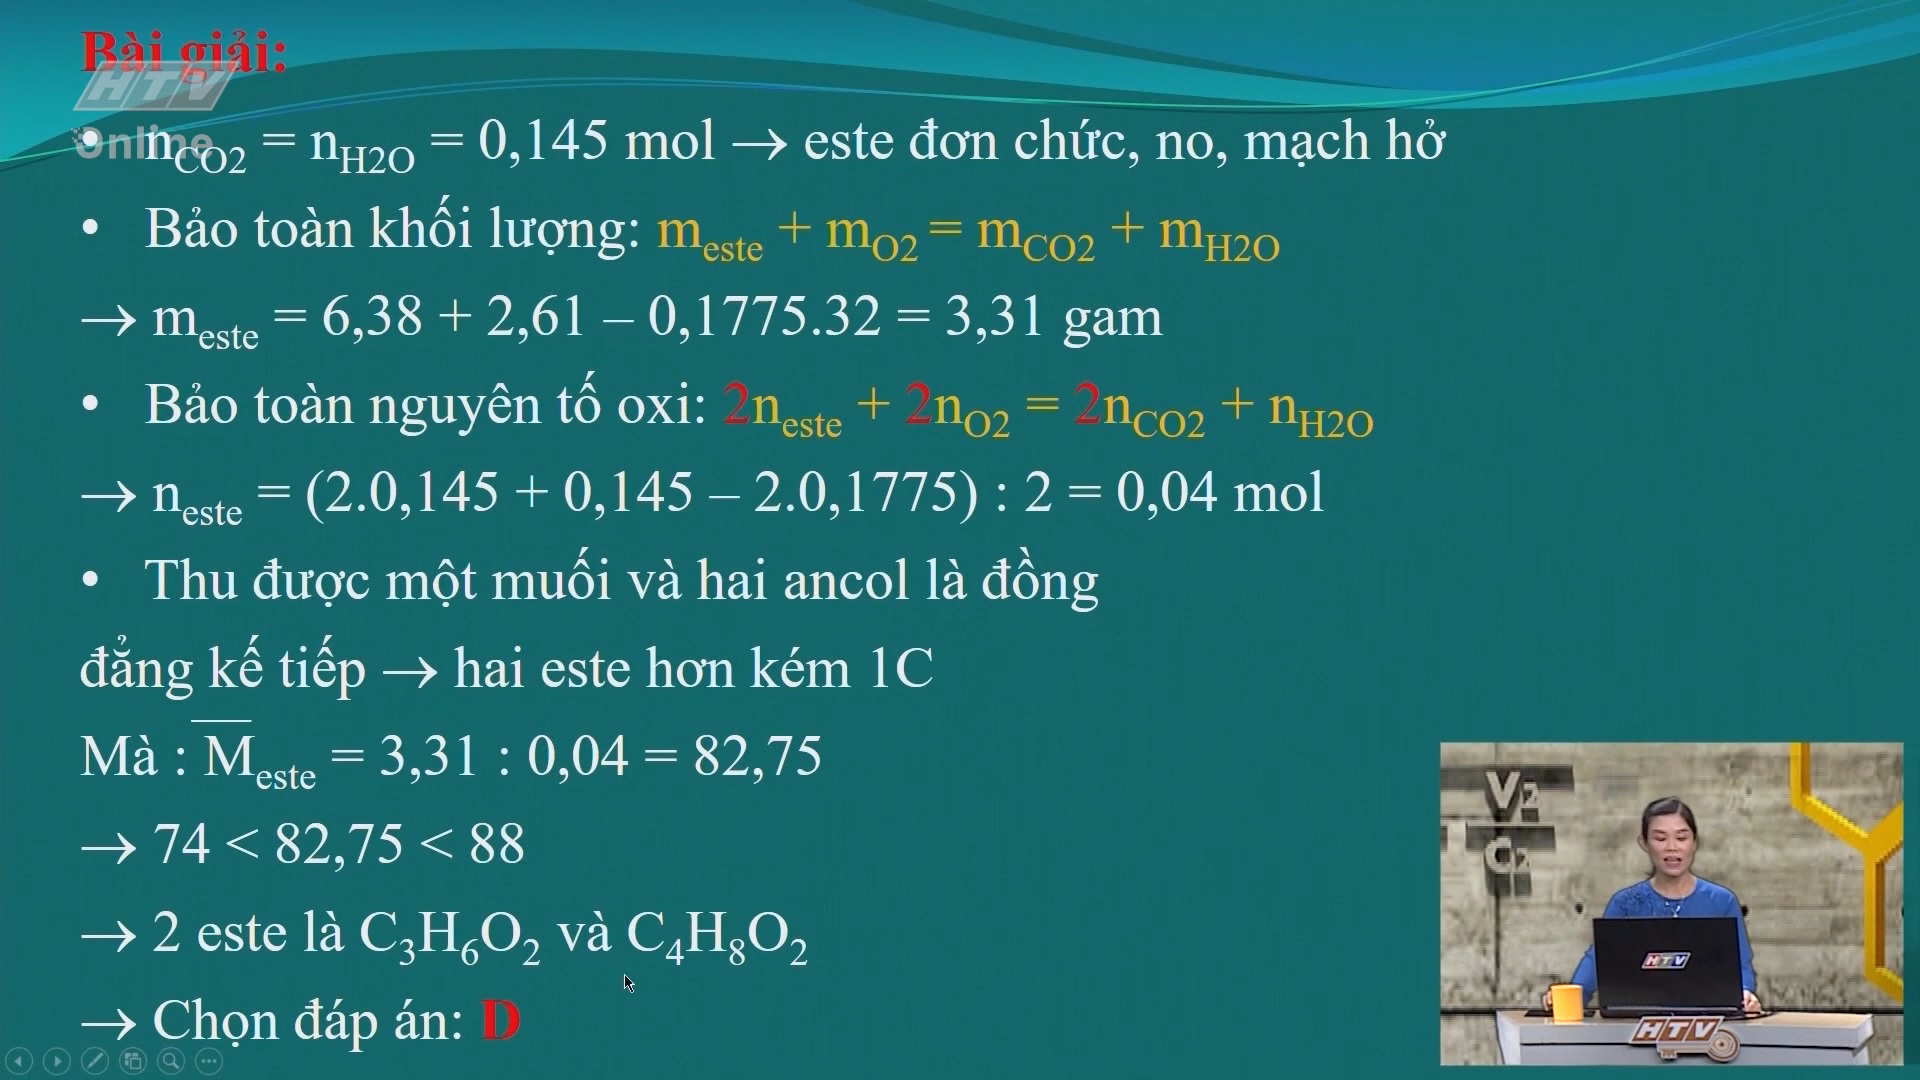 Bài giải:
HTV
Online
• nCO2 = nH2O = 0,145 mol → este đơn chức, no, mạch hở
• Bảo toàn khối lượng: meste + mO2 = mCO2 + mH2O
→ meste = 6,38 + 2,61 – 0,1775.32 = 3,31 gam
• Bảo toàn nguyên tố oxi: 2neste + 2nO2 = 2nCO2 + nH2O
→ neste = (2.0,145 + 0,145 – 2.0,1775) : 2 = 0,04 mol
• Thu được một muối và hai ancol là đồng
đẳng kế tiếp → hai este hơn kém 1C
Mà : M̅este = 3,31 : 0,04 = 82,75
→ 74 < 82,75 < 88
→ 2 este là C3H6O2 và C4H8O2
→ Chọn đáp án: D
V2
C2
HTV
HTV